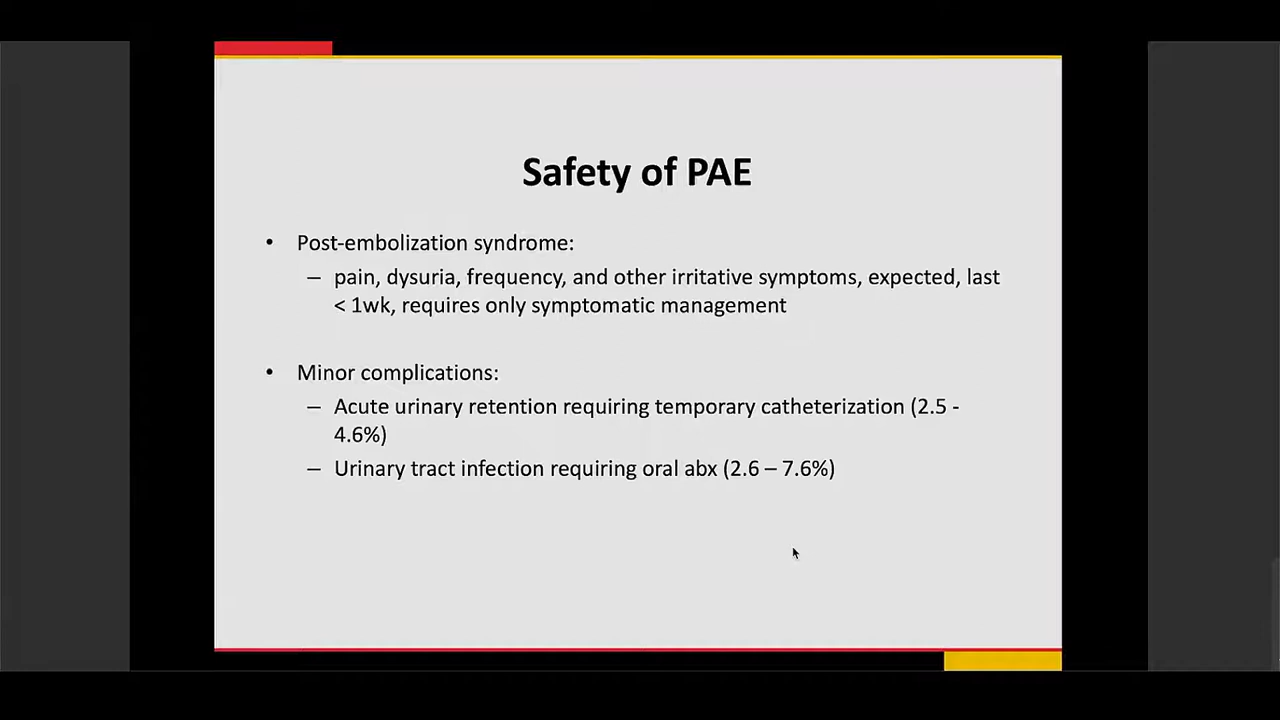 Safety of PAE
• Post-embolization syndrome:
– pain, dysuria, frequency, and other irritative symptoms, expected, last
< 1wk, requires only symptomatic management
• Minor complications:
– Acute urinary retention requiring temporary catheterization (2.5 -
4.6%)
– Urinary tract infection requiring oral abx (2.6 – 7.6%)